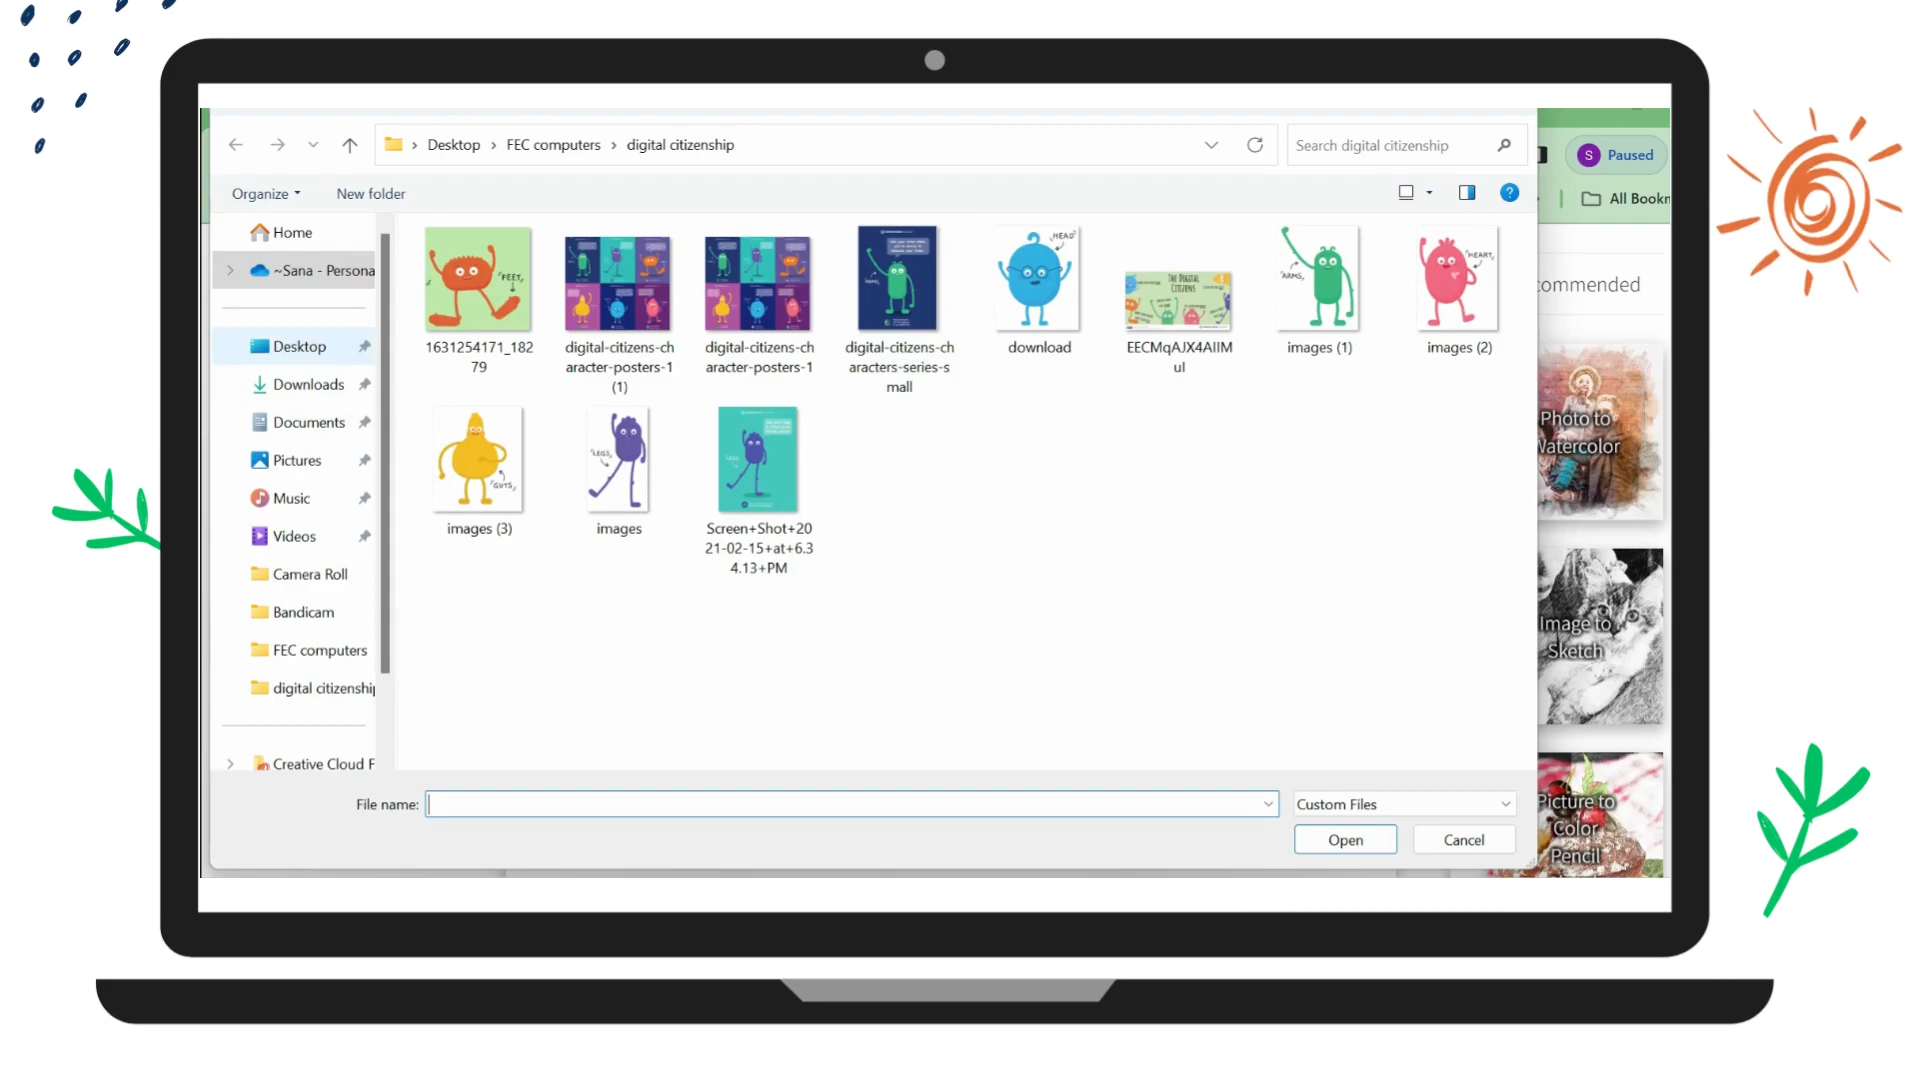 Desktop > FEC computers > digital citizenship
Search digital citizenship
S Paused
Organize
New folder
?
All Bookm
Home
~Sana - Persona
Desktop
Downloads
Documents
Pictures
Music
Videos
Camera Roll
Bandicam
FEC computers
digital citizenship
Creative Cloud F
FEET
HEAD
THE DIGITAL
CITIZENS
ARMS
HEART
1631254171_182
79
digital-citizens-ch
aracter-posters-1
(1)
digital-citizens-ch
aracter-posters-1
digital-citizens-ch
aracters-series-s
mall
download
EECMqAJX4AIIM
ul
images (1)
images (2)
GUTS
LEGS
images (3)
images
Screen+Shot+20
21-02-15+at+6.3
4.13+PM
ommended
Photo to
Watercolor
Image to
Sketch
Picture to
Color
Pencil
File name:
Custom Files
Open
Cancel